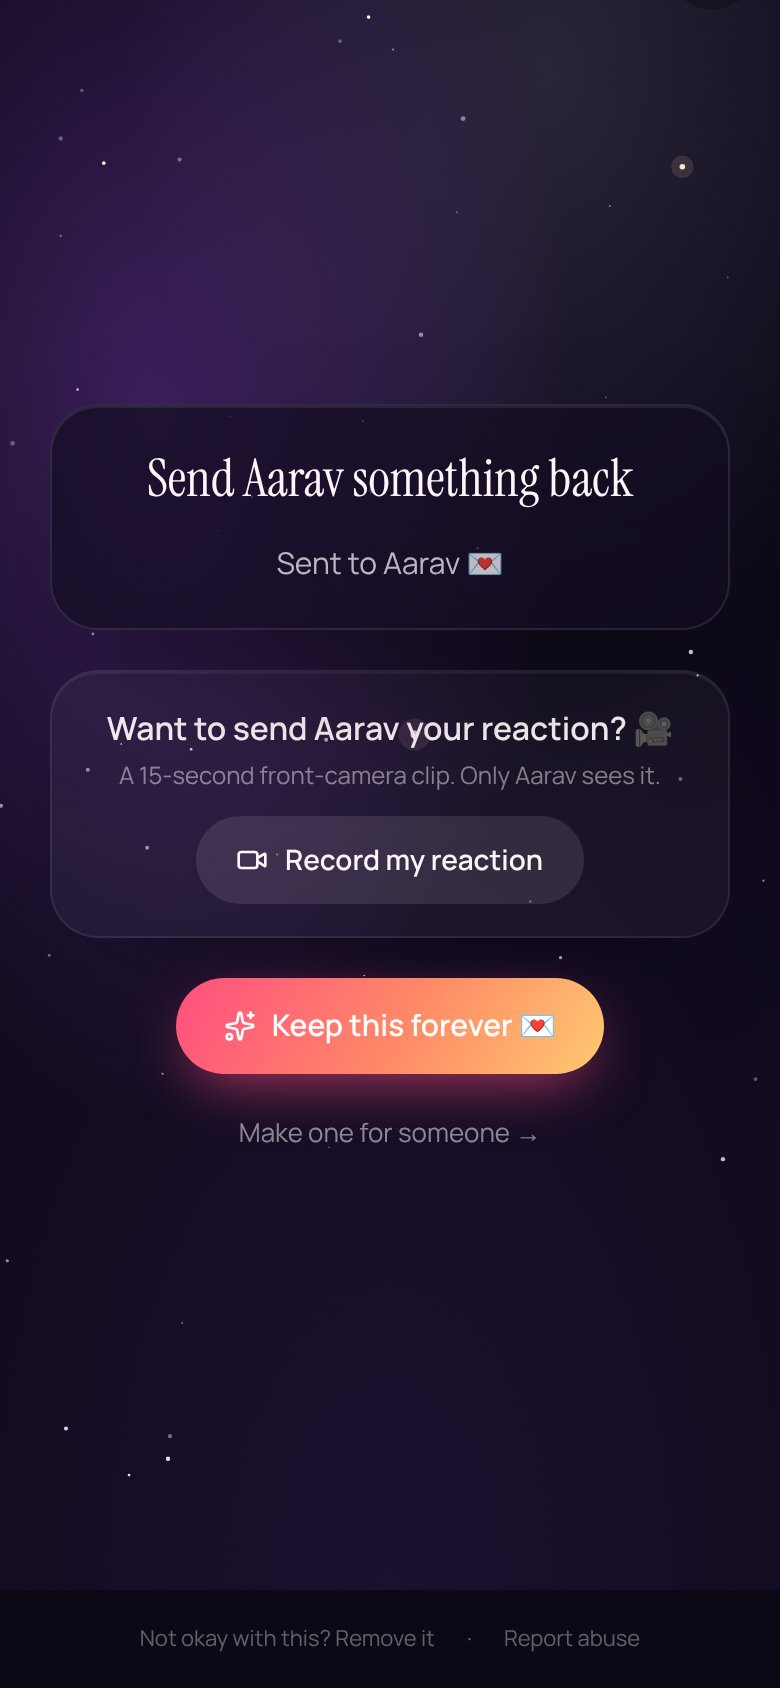 Send Aarav something back
Sent to Aarav 💌
Want to send Aarav your reaction? 🎥
A 15-second front-camera clip. Only Aarav sees it.
Record my reaction
Keep this forever 💌
Make one for someone →
Not okay with this? Remove it · Report abuse